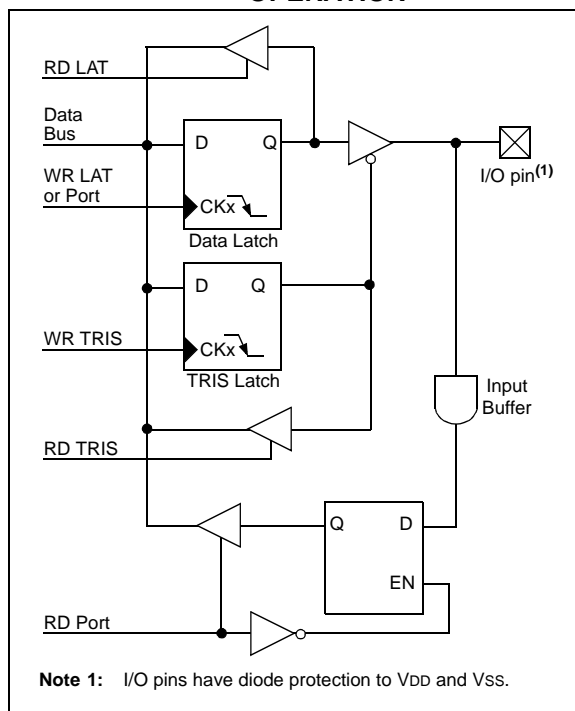 OPERATION
RD LAT
Data
Bus
D Q
WR LAT
or Port
CKx
Data Latch
I/O pin(1)
D Q
WR TRIS
CKx
TRIS Latch
Input
Buffer
RD TRIS
Q D
EN
RD Port
Note 1: I/O pins have diode protection to VDD and VSS.